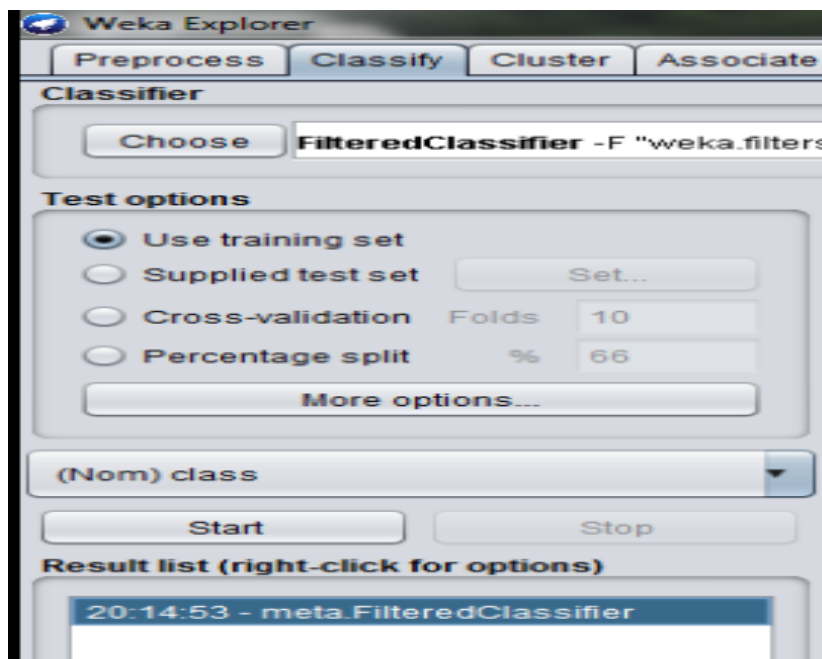 Weka Explorer
Preprocess Classify Cluster Associate
Classifier
Choose FilteredClassifier -F "weka.filters
Test options
Use training set
Supplied test set Set...
Cross-validation Folds 10
Percentage split % 66
More options...
(Nom) class
Start Stop
Result list (right-click for options)
20:14:53 - meta.FilteredClassifier